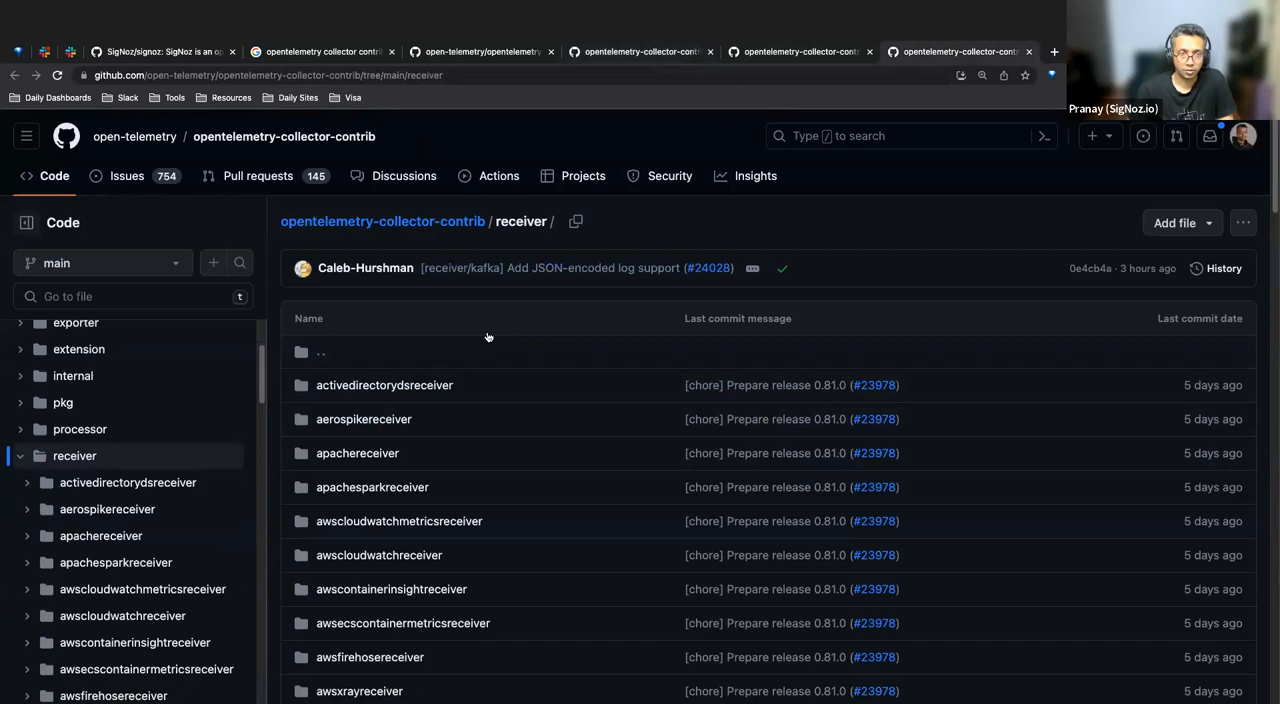 SigNoz/signoz: SigNoz is an op
opentelemetry collector contrib
open-telemetry/opentelemetry
opentelemetry-collector-contr
opentelemetry-collector-contr
opentelemetry-collector-contr
github.com/open-telemetry/opentelemetry-collector-contrib/tree/main/receiver
Daily Dashboards
Slack
Tools
Resources
Daily Sites
Visa
Pranay (SigNoz.io)
open-telemetry / opentelemetry-collector-contrib
Type / to search
Code
Issues 754
Pull requests 145
Discussions
Actions
Projects
Security
Insights
Code
main
Go to file t
exporter
extension
internal
pkg
processor
receiver
activedirectorydsreceiver
aerospikereceiver
apachereceiver
apachesparkreceiver
awscloudwatchmetricsreceiver
awscloudwatchreceiver
awscontainerinsightreceiver
awsecscontainermetricsreceiver
awsfirehosereceiver
opentelemetry-collector-contrib / receiver /
Add file
Caleb-Hurshman [receiver/kafka] Add JSON-encoded log support (#24028) 0e4cb4a · 3 hours ago History
Name Last commit message Last commit date
..
activedirectorydsreceiver [chore] Prepare release 0.81.0 (#23978) 5 days ago
aerospikereceiver [chore] Prepare release 0.81.0 (#23978) 5 days ago
apachereceiver [chore] Prepare release 0.81.0 (#23978) 5 days ago
apachesparkreceiver [chore] Prepare release 0.81.0 (#23978) 5 days ago
awscloudwatchmetricsreceiver [chore] Prepare release 0.81.0 (#23978) 5 days ago
awscloudwatchreceiver [chore] Prepare release 0.81.0 (#23978) 5 days ago
awscontainerinsightreceiver [chore] Prepare release 0.81.0 (#23978) 5 days ago
awsecscontainermetricsreceiver [chore] Prepare release 0.81.0 (#23978) 5 days ago
awsfirehosereceiver [chore] Prepare release 0.81.0 (#23978) 5 days ago
awsxrayreceiver [chore] Prepare release 0.81.0 (#23978) 5 days ago